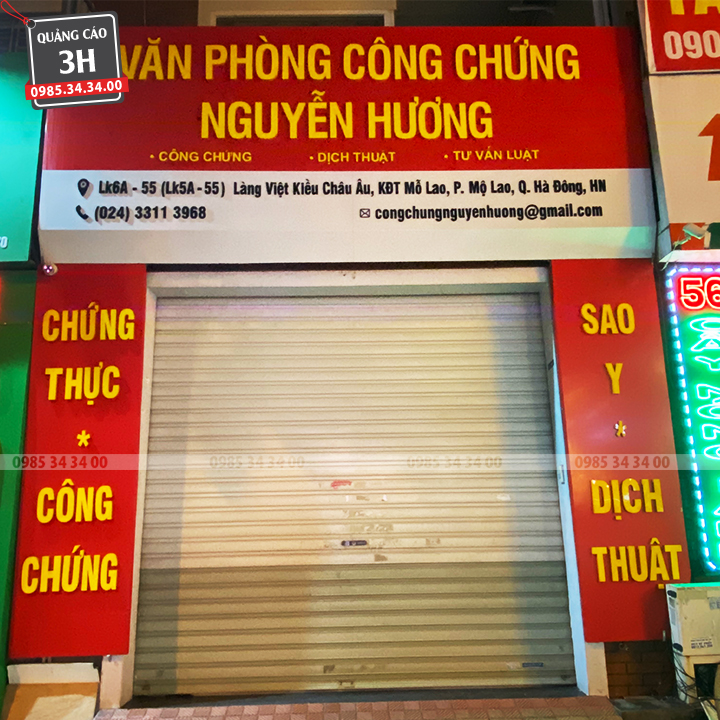 QUẢNG CÁO
3H
0985.34.34.00
VĂN PHÒNG CÔNG CHỨNG
NGUYỄN HƯƠNG
• CÔNG CHỨNG • DỊCH THUẬT • TƯ VẤN LUẬT
Lk6A - 55 (Lk5A - 55) Làng Việt Kiều Châu Âu, KĐT Mỗ Lao, P. Mộ Lao, Q. Hà Đông, HN
(024) 3311 3968 congchungnguyenhuong@gmail.com
CHỨNG
THỰC
*
CÔNG
CHỨNG
SAO
Y
*
DỊCH
THUẬT
0985 34 34 00 0985 34 34 00 0985 34 34 00 0985 34 34 00
090
56